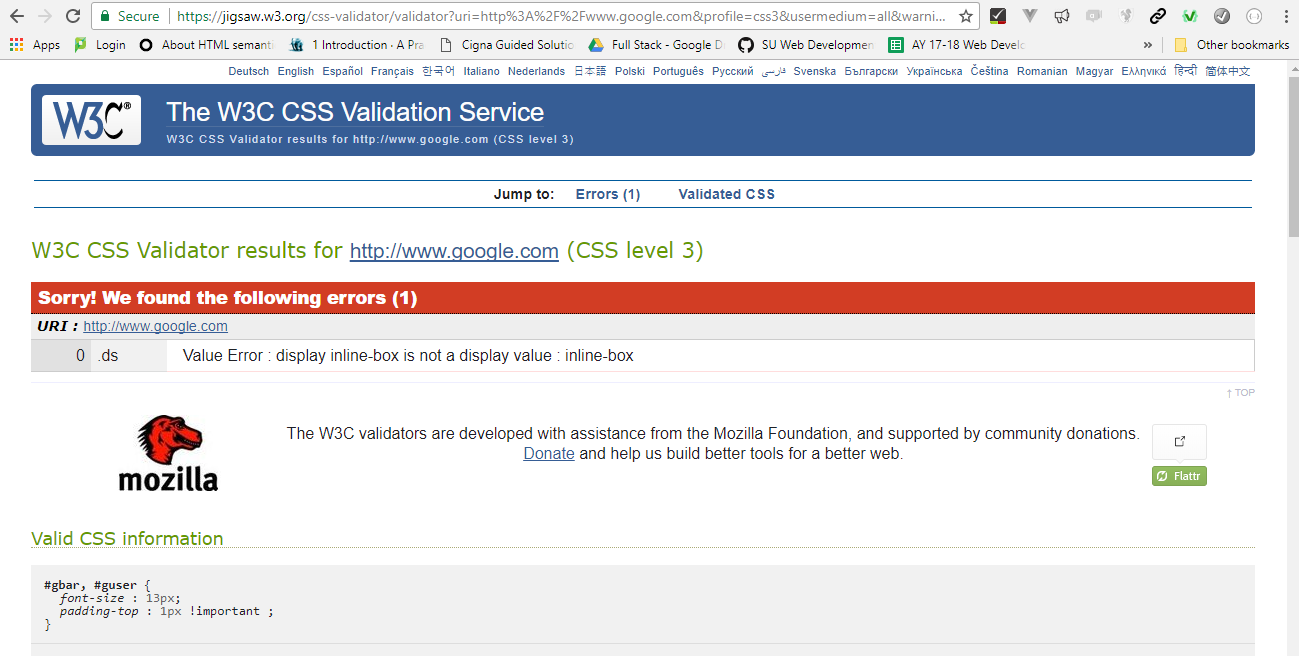 Secure https://jigsaw.w3.org/css-validator/validator?uri=http%3A%2F%2Fwww.google.com&profile=css3&usermedium=all&warni...
Apps Login About HTML semanti 1 Introduction · A Pra Cigna Guided Solutio Full Stack - Google D SU Web Developmen AY 17-18 Web Develo » Other bookmarks
Deutsch English Español Français 한국어 Italiano Nederlands 日本語 Polski Português Русский فارسی Svenska Български Українська Čeština Romanian Magyar Ελληνικά हिन्दी 简体中文
W3C® The W3C CSS Validation Service
W3C CSS Validator results for http://www.google.com (CSS level 3)
Jump to: Errors (1) Validated CSS
W3C CSS Validator results for http://www.google.com (CSS level 3)
Sorry! We found the following errors (1)
URI : http://www.google.com
0 .ds Value Error : display inline-box is not a display value : inline-box
↑ TOP
The W3C validators are developed with assistance from the Mozilla Foundation, and supported by community donations.
Donate and help us build better tools for a better web.
mozilla
Flattr
Valid CSS information
#gbar, #guser {
font-size : 13px;
padding-top : 1px !important ;
}